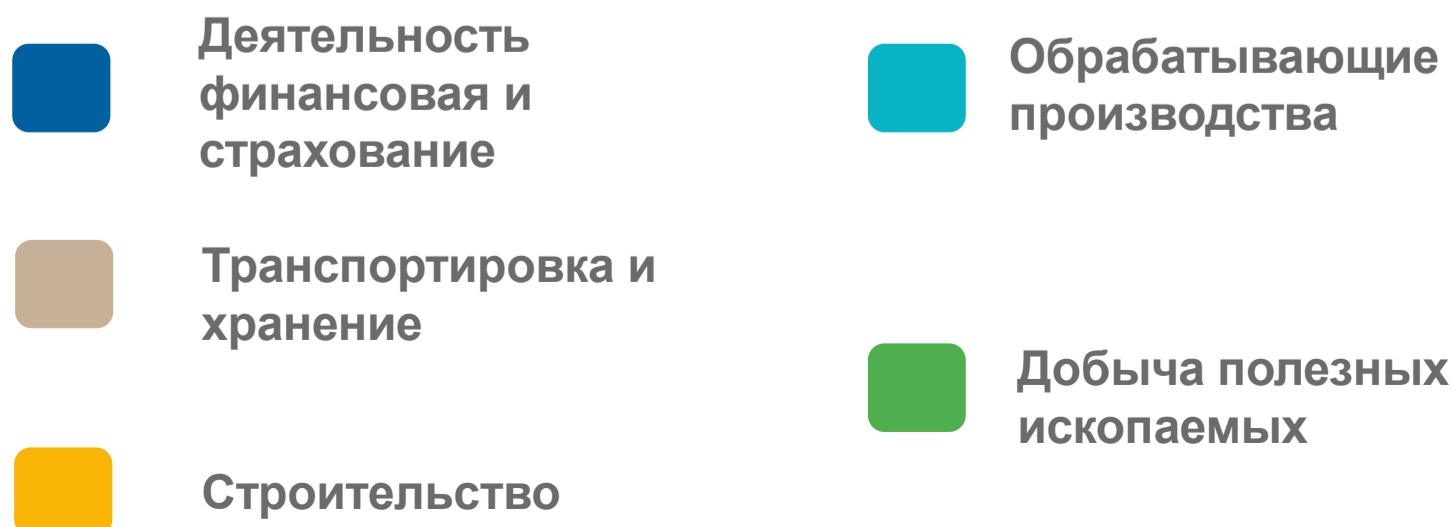 Деятельность
финансовая и
страхование
Транспортировка и
хранение
Строительство
Обрабатывающие
производства
Добыча полезных
ископаемых